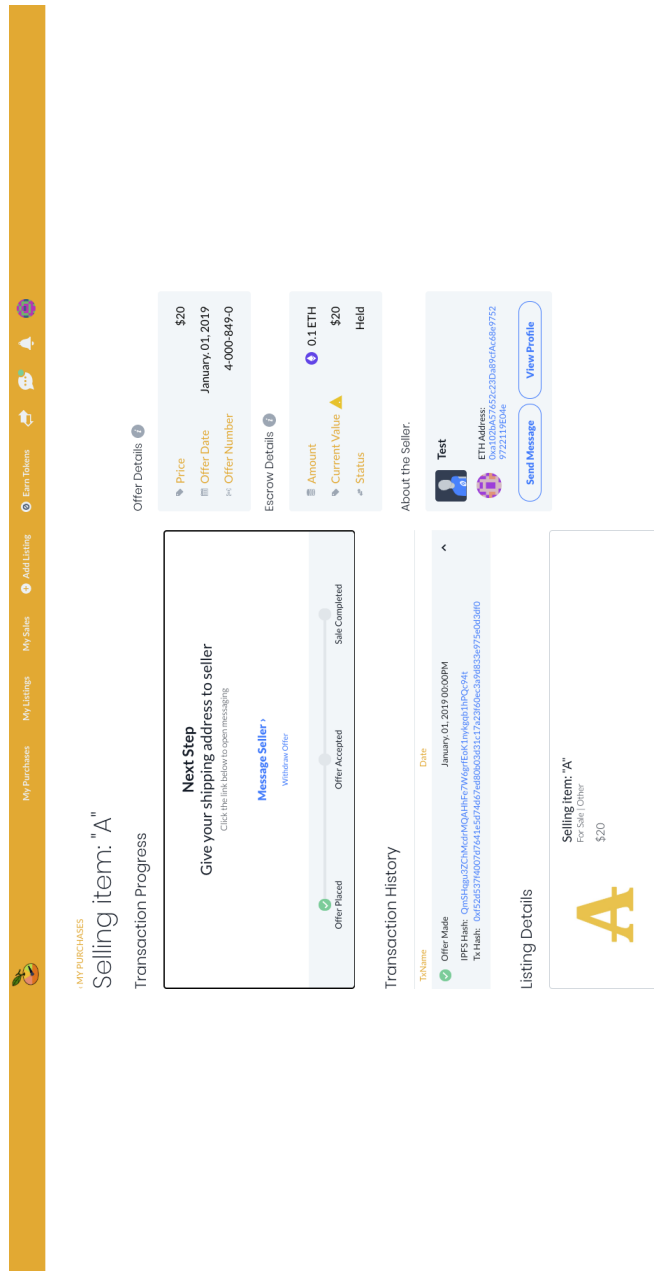 My Purchases
My Listings
My Sales
Add Listing
Earn Tokens
‹ MY PURCHASES
Selling item: "A"
Transaction Progress
Next Step
Give your shipping address to seller
Click the link below to open messaging
Message Seller ›
Withdraw Offer
Offer Placed
Offer Accepted
Sale Completed
Transaction History
TxName
Date
Offer Made
January, 01, 2019 00:00PM
IPFS Hash: QmSHqgu3ZChMcdrMQAHhFe7W6grfEoK1nykgqb1hPQc94t
Tx Hash: 0xf52d537f4007d7641e5d74d67ed80b03d31c17a23f60ec3a9d833e975e0d3df0
Listing Details
A
Selling item: "A"
For Sale | Other
$20
Offer Details
Price
$20
Offer Date
January. 01, 2019
Offer Number
4-000-849-0
Escrow Details
Amount
0.1 ETH
Current Value
$20
Status
Held
About the Seller.
Test
ETH Address:
0xa102bA57652c23Da89cfAc68e9752
9722119E04e
Send Message
View Profile